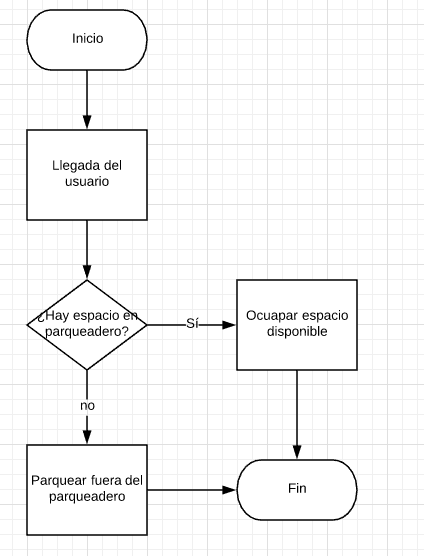 Inicio
Llegada del
usuario
¿Hay espacio en
parqueadero?
Sí
Ocuapar espacio
disponible
no
Parquear fuera del
parqueadero
Fin